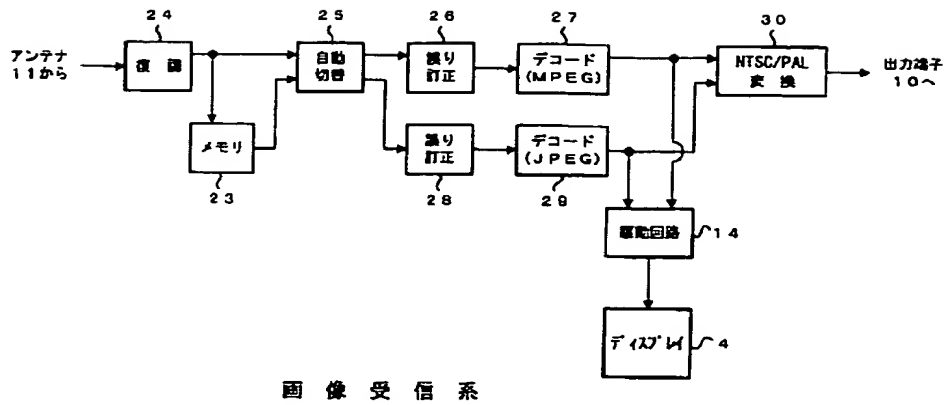 24
25
26
27
30
アンテナ
11から
復調
自動
切替
誤り
訂正
デコード
(MPEG)
NTSC/PAL
変換
出力端子
10へ
メモリ
23
誤り
訂正
28
デコード
(JPEG)
29
駆動回路
14
ディスプレイ
4
画像受信系